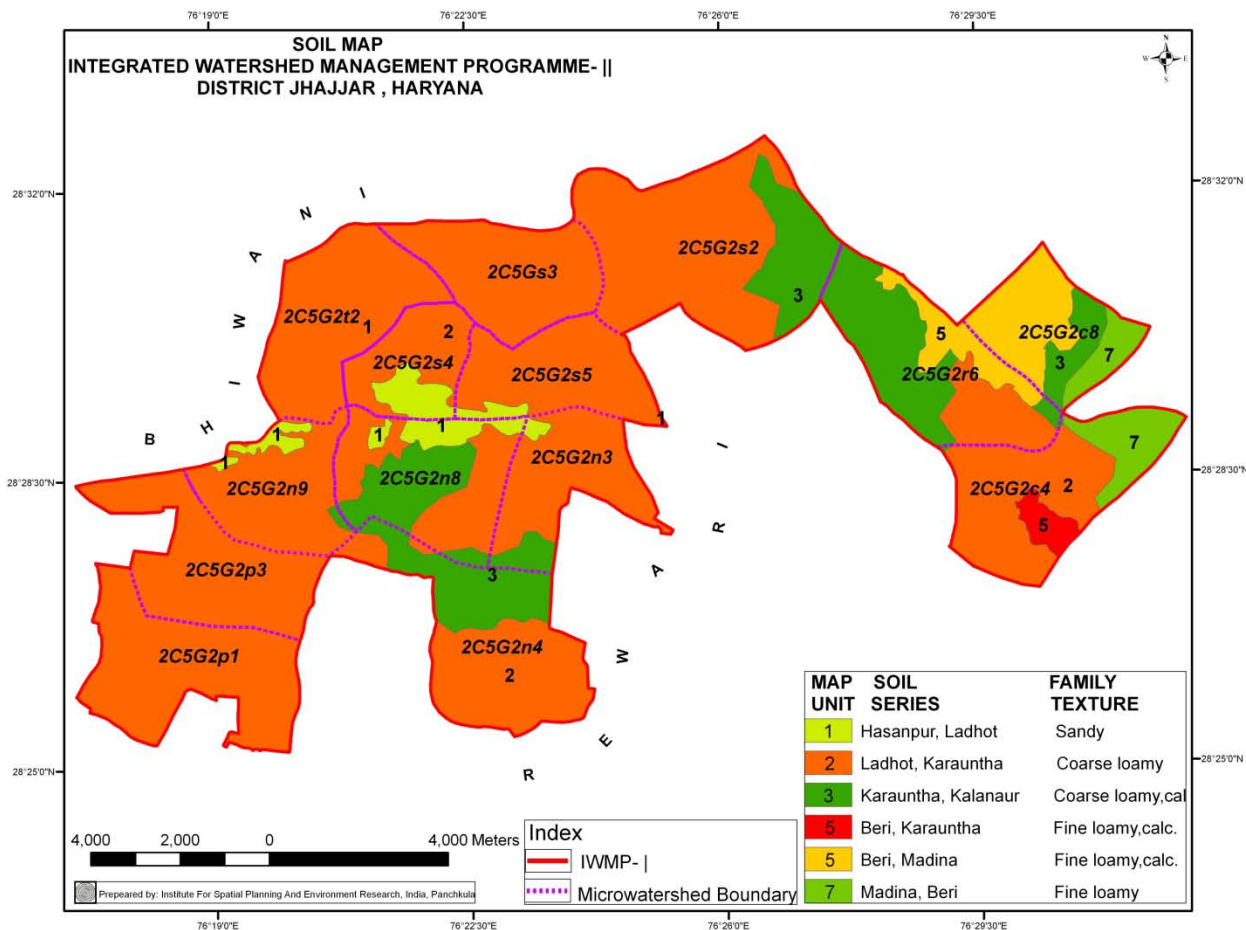 76°19'0"E 76°22'30"E 76°26'0"E 76°29'30"E
SOIL MAP
INTEGRATED WATERSHED MANAGEMENT PROGRAMME- ||
DISTRICT JHAJJAR , HARYANA
N
W E
S
28°32'0"N 28°32'0"N
B H I W A N I
2C5G2s2
2C5Gs3
3
2C5G2t2
1
2
2C5G2c8
5
3
7
2C5G2s4
2C5G2s5
2C5G2r6
1
1
1
1
1
7
2C5G2n3
2C5G2n8
28°28'30"N 28°28'30"N
2C5G2n9
2C5G2c4
2
5
R E W A R I
2C5G2p3
3
2C5G2p1
2C5G2n4
2
MAP SOIL FAMILY
UNIT SERIES TEXTURE
1 Hasanpur, Ladhot Sandy
2 Ladhot, Karauntha Coarse loamy
3 Karauntha, Kalanaur Coarse loamy,cal
5 Beri, Karauntha Fine loamy,calc.
5 Beri, Madina Fine loamy,calc.
7 Madina, Beri Fine loamy
28°25'0"N 28°25'0"N
4,000 2,000 0 4,000 Meters
Index
IWMP- |
Microwatershed Boundary
Prepeared by: Institute For Spatial Planning And Environment Research, India, Panchkula
76°19'0"E 76°22'30"E 76°26'0"E 76°29'30"E